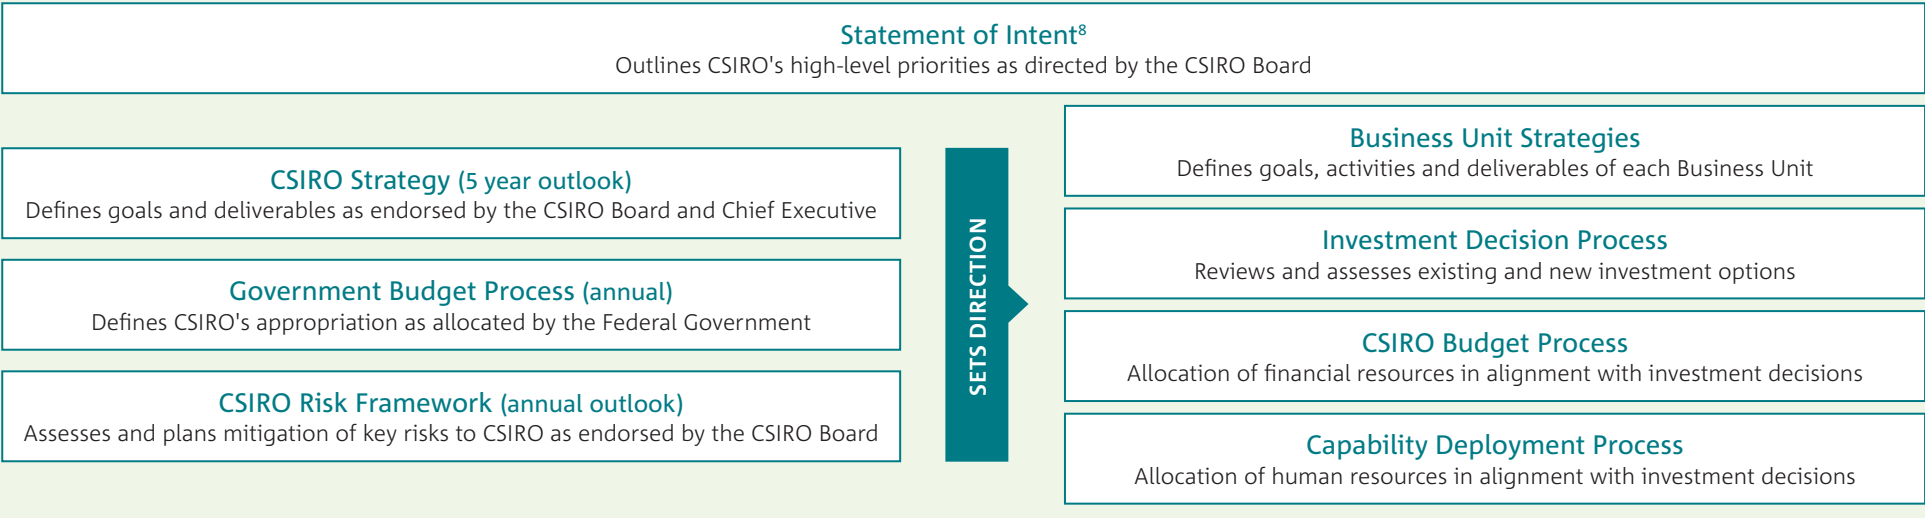 Statement of Intent⁸
Outlines CSIRO's high-level priorities as directed by the CSIRO Board
CSIRO Strategy (5 year outlook)
Defines goals and deliverables as endorsed by the CSIRO Board and Chief Executive
Government Budget Process (annual)
Defines CSIRO's appropriation as allocated by the Federal Government
CSIRO Risk Framework (annual outlook)
Assesses and plans mitigation of key risks to CSIRO as endorsed by the CSIRO Board
SETS DIRECTION
Business Unit Strategies
Defines goals, activities and deliverables of each Business Unit
Investment Decision Process
Reviews and assesses existing and new investment options
CSIRO Budget Process
Allocation of financial resources in alignment with investment decisions
Capability Deployment Process
Allocation of human resources in alignment with investment decisions